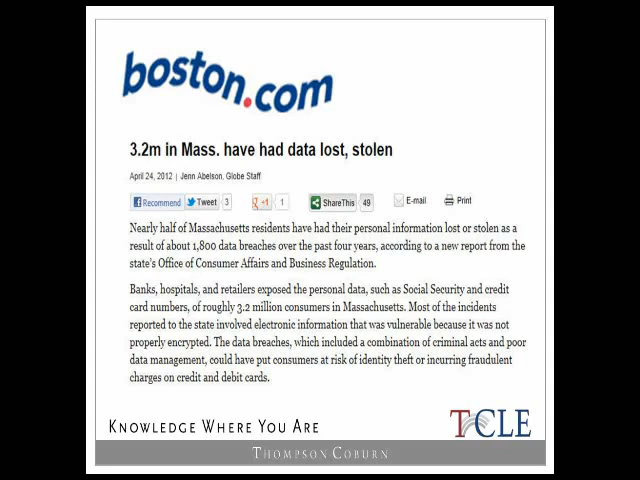 boston.com
3.2m in Mass. have had data lost, stolen
April 24, 2012 | Jenn Abelson, Globe Staff
Recommend Tweet 3 +1 1 ShareThis 49 E-mail Print
Nearly half of Massachusetts residents have had their personal information lost or stolen as a
result of about 1,800 data breaches over the past four years, according to a new report from the
state's Office of Consumer Affairs and Business Regulation.
Banks, hospitals, and retailers exposed the personal data, such as Social Security and credit
card numbers, of roughly 3.2 million consumers in Massachusetts. Most of the incidents
reported to the state involved electronic information that was vulnerable because it was not
properly encrypted. The data breaches, which included a combination of criminal acts and poor
data management, could have put consumers at risk of identity theft or incurring fraudulent
charges on credit and debit cards.
KNOWLEDGE WHERE YOU ARE
TCLE
THOMPSON COBURN